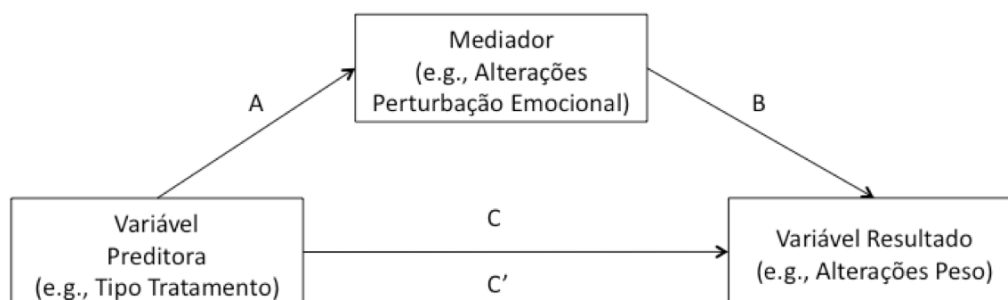 Mediador
(e.g., Alterações
Perturbação Emocional)
A
B
Variável
Preditora
(e.g., Tipo Tratamento)
C
C'
Variável Resultado
(e.g., Alterações Peso)